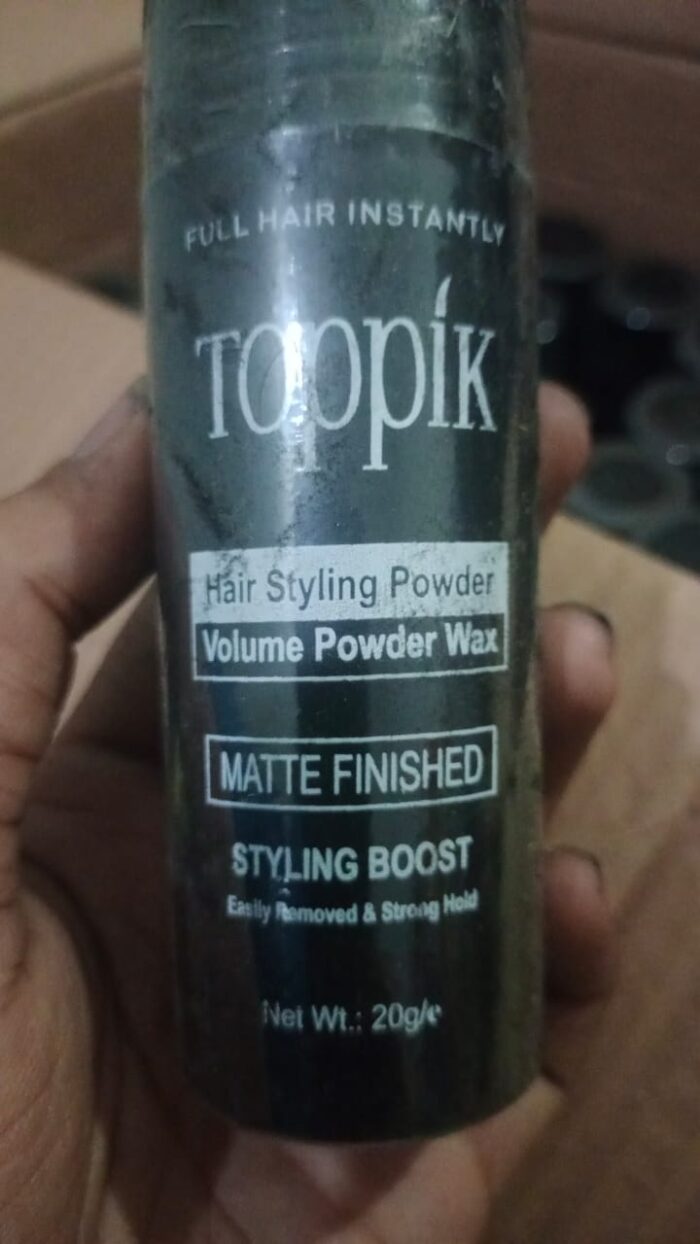 FULL HAIR INSTANTLY
Toppik
Hair Styling Powder
Volume Powder Wax
MATTE FINISHED
STYLING BOOST
Easily Removed & Strong Hold
Net Wt.: 20g/e